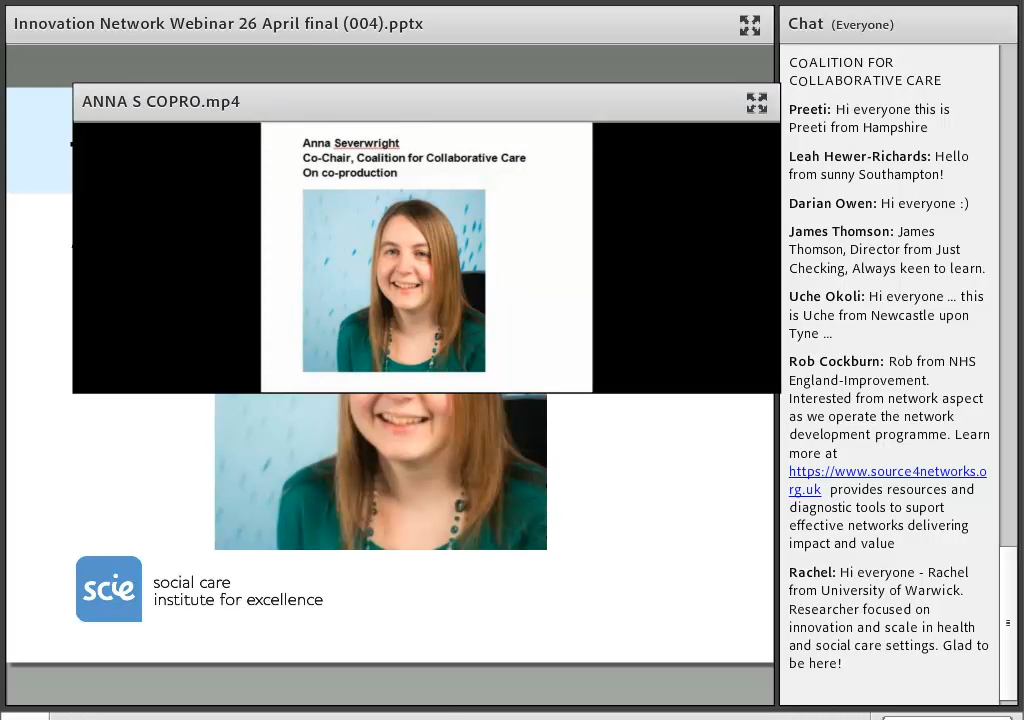 Innovation Network Webinar 26 April final (004).pptx
ANNA S COPRO.mp4
Anna Severwright
Co-Chair, Coalition for Collaborative Care
On co-production
scie
social care
institute for excellence
Chat (Everyone)
COALITION FOR
COLLABORATIVE CARE
Preeti: Hi everyone this is
Preeti from Hampshire
Leah Hewer-Richards: Hello
from sunny Southampton!
Darian Owen: Hi everyone :)
James Thomson: James
Thomson, Director from Just
Checking, Always keen to learn.
Uche Okoli: Hi everyone ... this
is Uche from Newcastle upon
Tyne ...
Rob Cockburn: Rob from NHS
England-Improvement.
Interested from network aspect
as we operate the network
development programme. Learn
more at
https://www.source4networks.o
rg.uk provides resources and
diagnostic tools to suport
effective networks delivering
impact and value
Rachel: Hi everyone - Rachel
from University of Warwick.
Researcher focused on
innovation and scale in health
and social care settings. Glad to
be here!